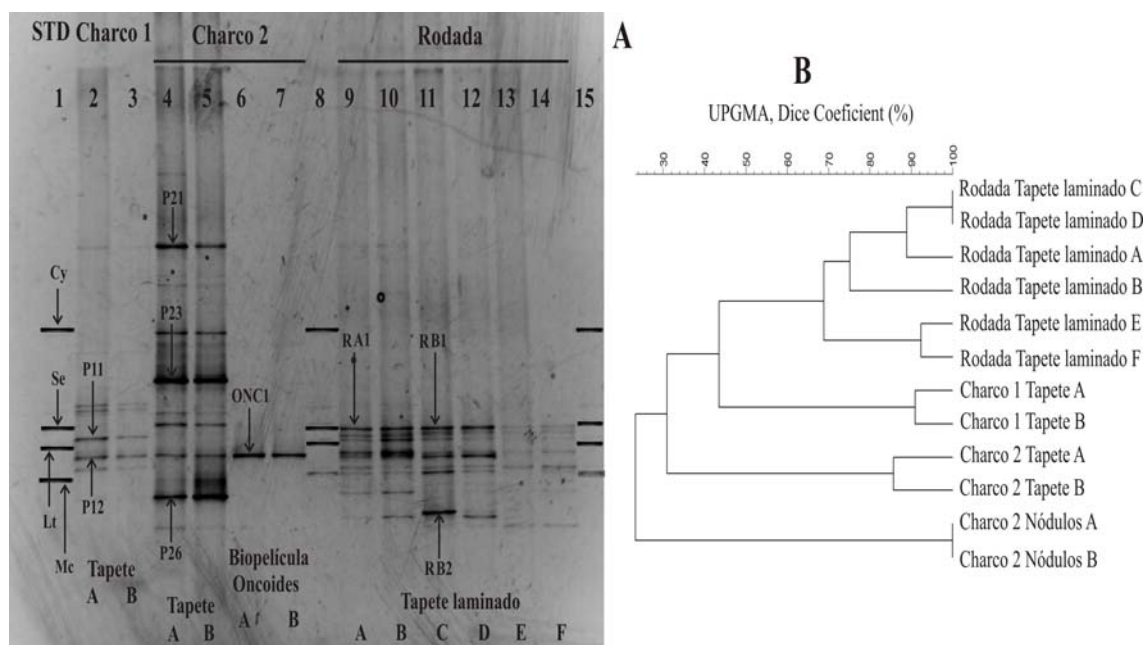 STD Charco 1
Charco 2
Rodada
A
B
1 2 3 4 5 6 7 8 9 10 11 12 13 14 15
UPGMA, Dice Coeficient (%)
30 40 50 60 70 80 90 100
P21
Cy
P23
Se
P11
ONC1
RA1
RB1
P12
Lt
Mc
P26
RB2
Tapete
A B
Tapete
A B
Biopelícula
Oncoides
A B
Tapete laminado
A B C D E F
Rodada Tapete laminado C
Rodada Tapete laminado D
Rodada Tapete laminado A
Rodada Tapete laminado B
Rodada Tapete laminado E
Rodada Tapete laminado F
Charco 1 Tapete A
Charco 1 Tapete B
Charco 2 Tapete A
Charco 2 Tapete B
Charco 2 Nódulos A
Charco 2 Nódulos B